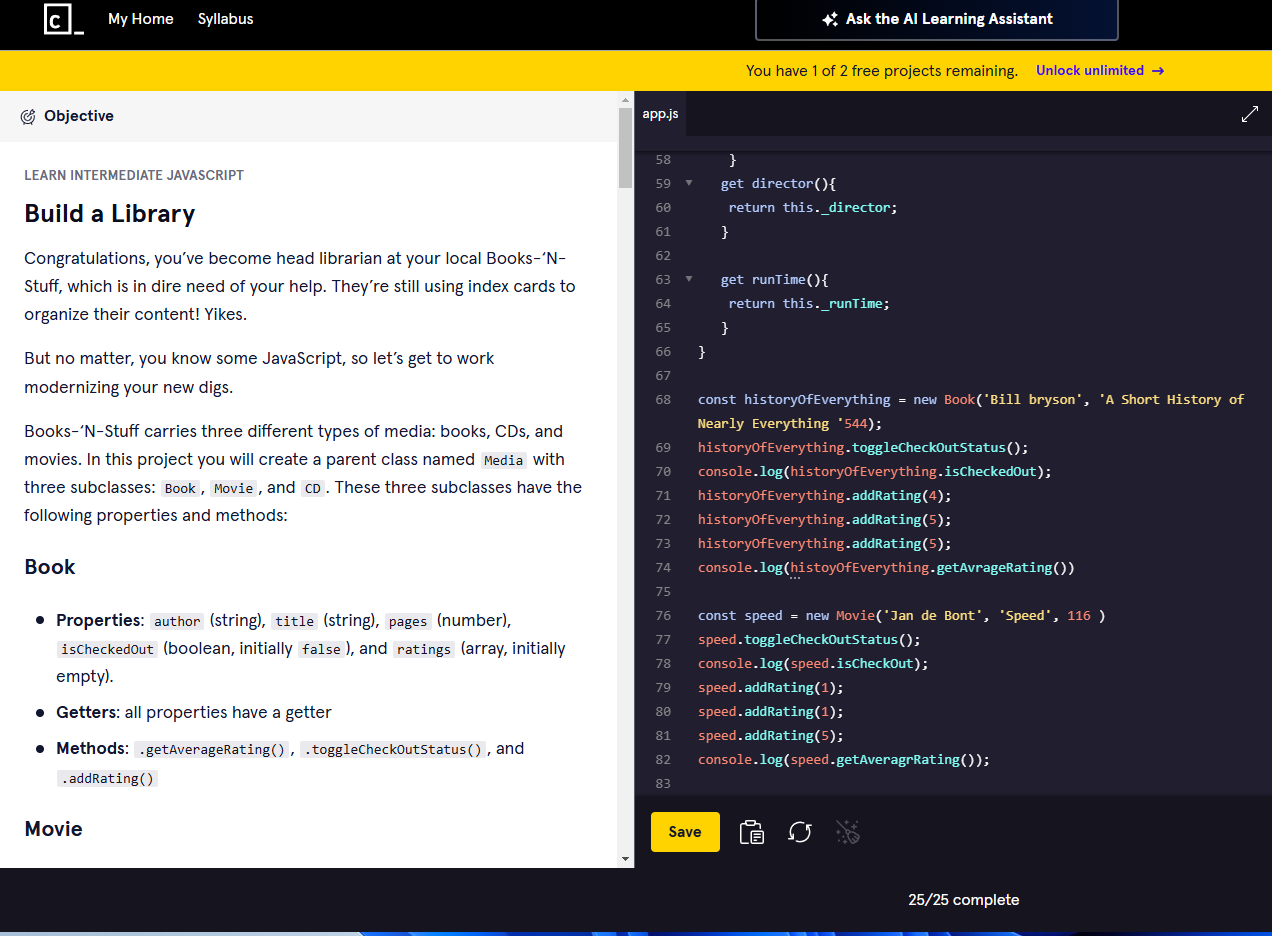 C_ My Home Syllabus Ask the AI Learning Assistant
You have 1 of 2 free projects remaining. Unlock unlimited →
Objective
LEARN INTERMEDIATE JAVASCRIPT
Build a Library
Congratulations, you’ve become head librarian at your local Books-‘N-
Stuff, which is in dire need of your help. They’re still using index cards to
organize their content! Yikes.
But no matter, you know some JavaScript, so let’s get to work
modernizing your new digs.
Books-‘N-Stuff carries three different types of media: books, CDs, and
movies. In this project you will create a parent class named Media with
three subclasses: Book, Movie, and CD. These three subclasses have the
following properties and methods:
Book
• Properties: author (string), title (string), pages (number),
isCheckedOut (boolean, initially false), and ratings (array, initially
empty).
• Getters: all properties have a getter
• Methods: .getAverageRating(), .toggleCheckOutStatus(), and
.addRating()
Movie
app.js
58 }
59 get director(){
60 return this._director;
61 }
62
63 get runTime(){
64 return this._runTime;
65 }
66 }
67
68 const historyOfEverything = new Book('Bill bryson', 'A Short History of
Nearly Everything '544);
69 historyOfEverything.toggleCheckOutStatus();
70 console.log(historyOfEverything.isCheckedOut);
71 historyOfEverything.addRating(4);
72 historyOfEverything.addRating(5);
73 historyOfEverything.addRating(5);
74 console.log(histoyOfEverything.getAvrageRating())
75
76 const speed = new Movie('Jan de Bont', 'Speed', 116 )
77 speed.toggleCheckOutStatus();
78 console.log(speed.isCheckOut);
79 speed.addRating(1);
80 speed.addRating(1);
81 speed.addRating(5);
82 console.log(speed.getAveragrRating());
83
Save
25/25 complete